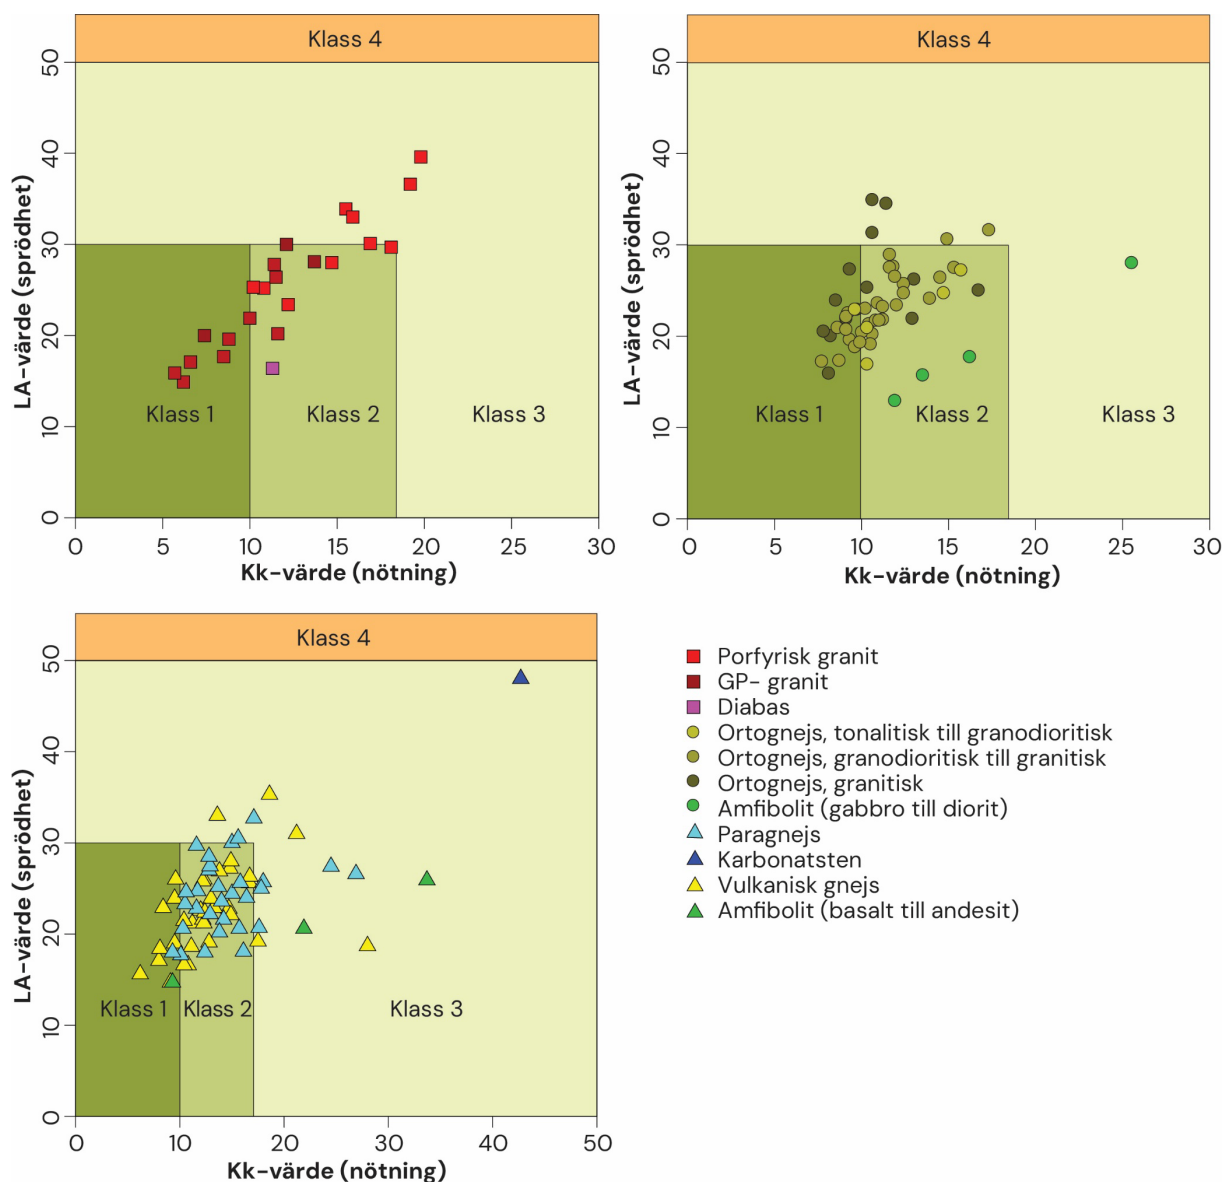 Klass 4
50
40
30
20
10
0
LA-värde (sprödhet)
Klass 1
Klass 2
Klass 3
0 5 10 15 20 25 30
Kk-värde (nötning)
Klass 4
50
40
30
20
10
0
LA-värde (sprödhet)
Klass 1
Klass 2
Klass 3
0 5 10 15 20 25 30
Kk-värde (nötning)
Klass 4
50
40
30
20
10
0
LA-värde (sprödhet)
Klass 1
Klass 2
Klass 3
0 10 20 30 40 50
Kk-värde (nötning)
Porfyrisk granit
GP- granit
Diabas
Ortognejs, tonalitisk till granodioritisk
Ortognejs, granodioritisk till granitisk
Ortognejs, granitisk
Amfibolit (gabbro till diorit)
Paragnejs
Karbonatsten
Vulkanisk gnejs
Amfibolit (basalt till andesit)